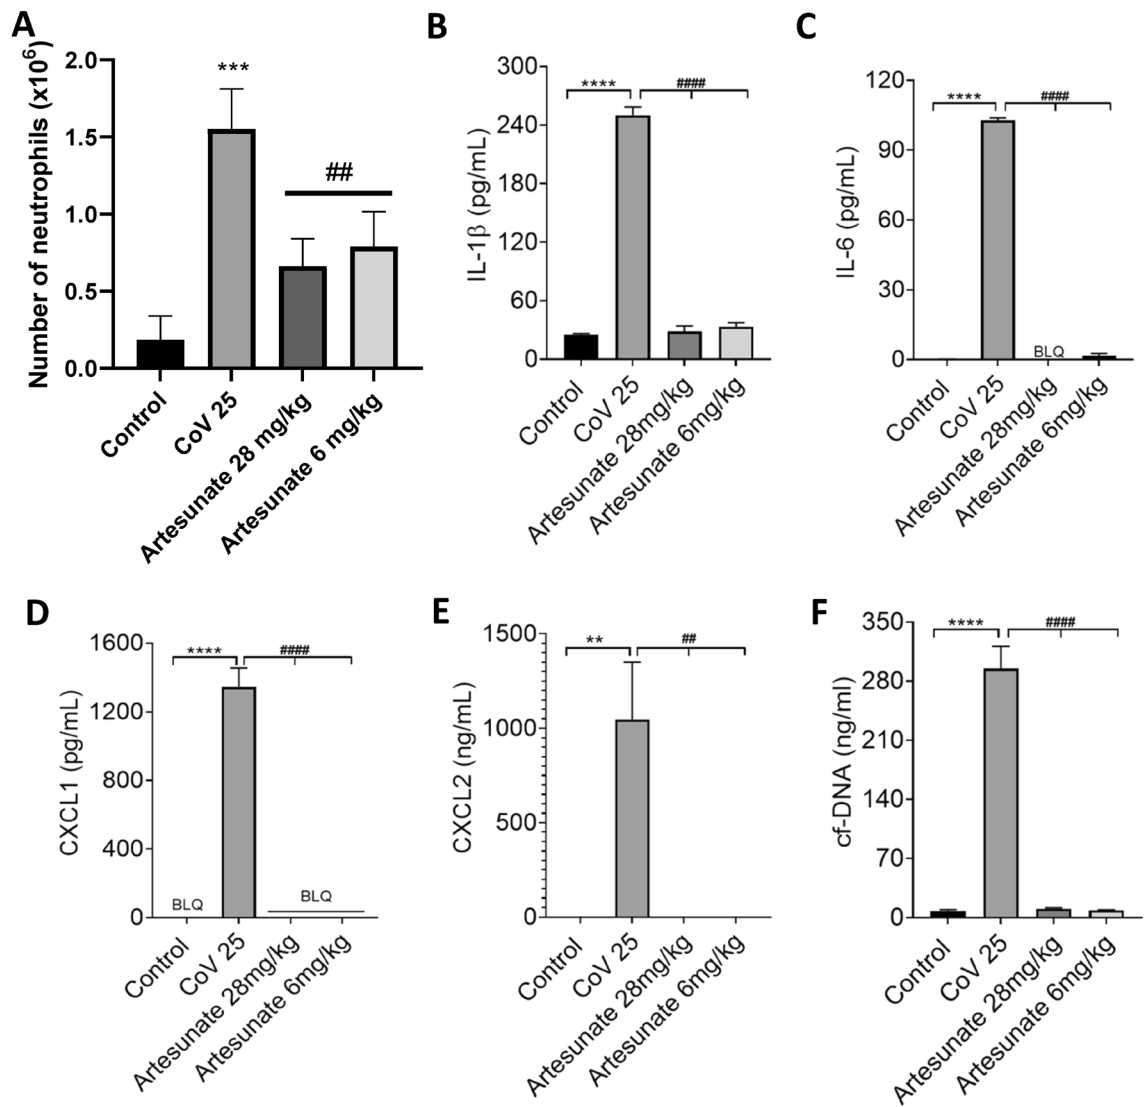 A
Number of neutrophils (x10⁶)
2.0
1.5
1.0
0.5
0.0
***
##
Control
CoV 25
Artesunate 28 mg/kg
Artesunate 6 mg/kg
B
IL-1β (pg/mL)
300
240
180
120
60
0
****
####
Control
CoV 25
Artesunate 28mg/kg
Artesunate 6mg/kg
C
IL-6 (pg/mL)
120
90
60
30
0
****
####
BLQ
Control
CoV 25
Artesunate 28mg/kg
Artesunate 6mg/kg
D
CXCL1 (pg/mL)
1600
1200
800
400
0
****
####
BLQ
BLQ
Control
CoV 25
Artesunate 28mg/kg
Artesunate 6mg/kg
E
CXCL2 (ng/mL)
1500
1000
500
0
**
##
Control
CoV 25
Artesunate 28mg/kg
Artesunate 6mg/kg
F
cf-DNA (ng/ml)
350
280
210
140
70
0
****
####
Control
CoV 25
Artesunate 28mg/kg
Artesunate 6mg/kg